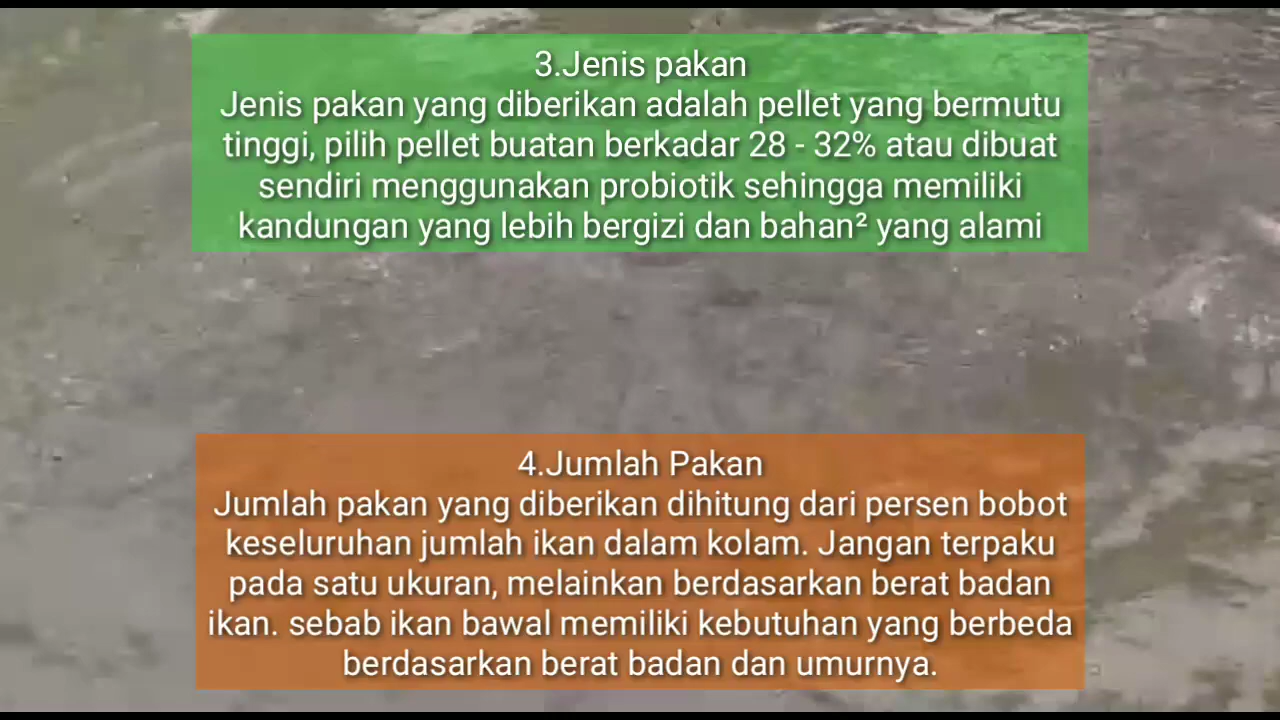 3.Jenis pakan
Jenis pakan yang diberikan adalah pellet yang bermutu
tinggi, pilih pellet buatan berkadar 28 - 32% atau dibuat
sendiri menggunakan probiotik sehingga memiliki
kandungan yang lebih bergizi dan bahan² yang alami
4.Jumlah Pakan
Jumlah pakan yang diberikan dihitung dari persen bobot
keseluruhan jumlah ikan dalam kolam. Jangan terpaku
pada satu ukuran, melainkan berdasarkan berat badan
ikan. sebab ikan bawal memiliki kebutuhan yang berbeda
berdasarkan berat badan dan umurnya.